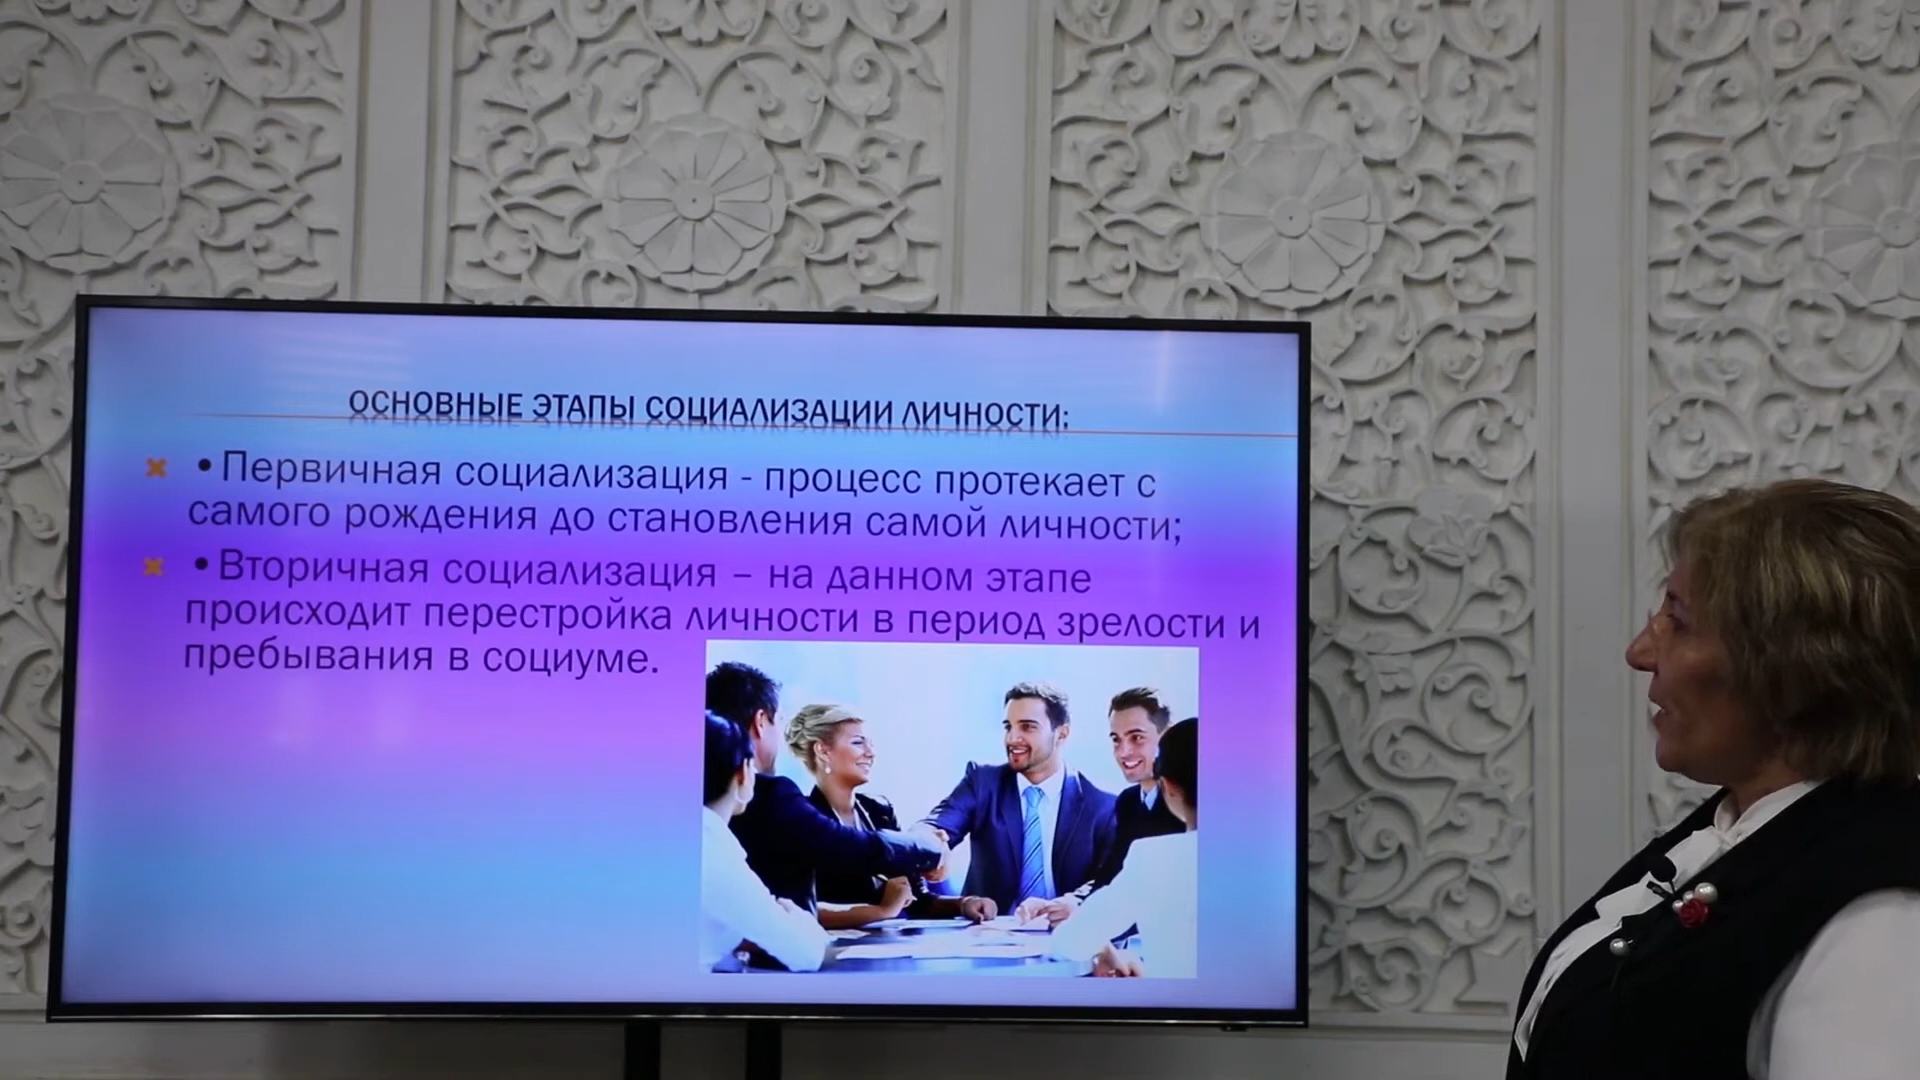 ОСНОВНЫЕ ЭТАПЫ СОЦИАЛИЗАЦИИ ЛИЧНОСТИ:
• Первичная социализация - процесс протекает с
самого рождения до становления самой личности;
• Вторичная социализация – на данном этапе
происходит перестройка личности в период зрелости и
пребывания в социуме.